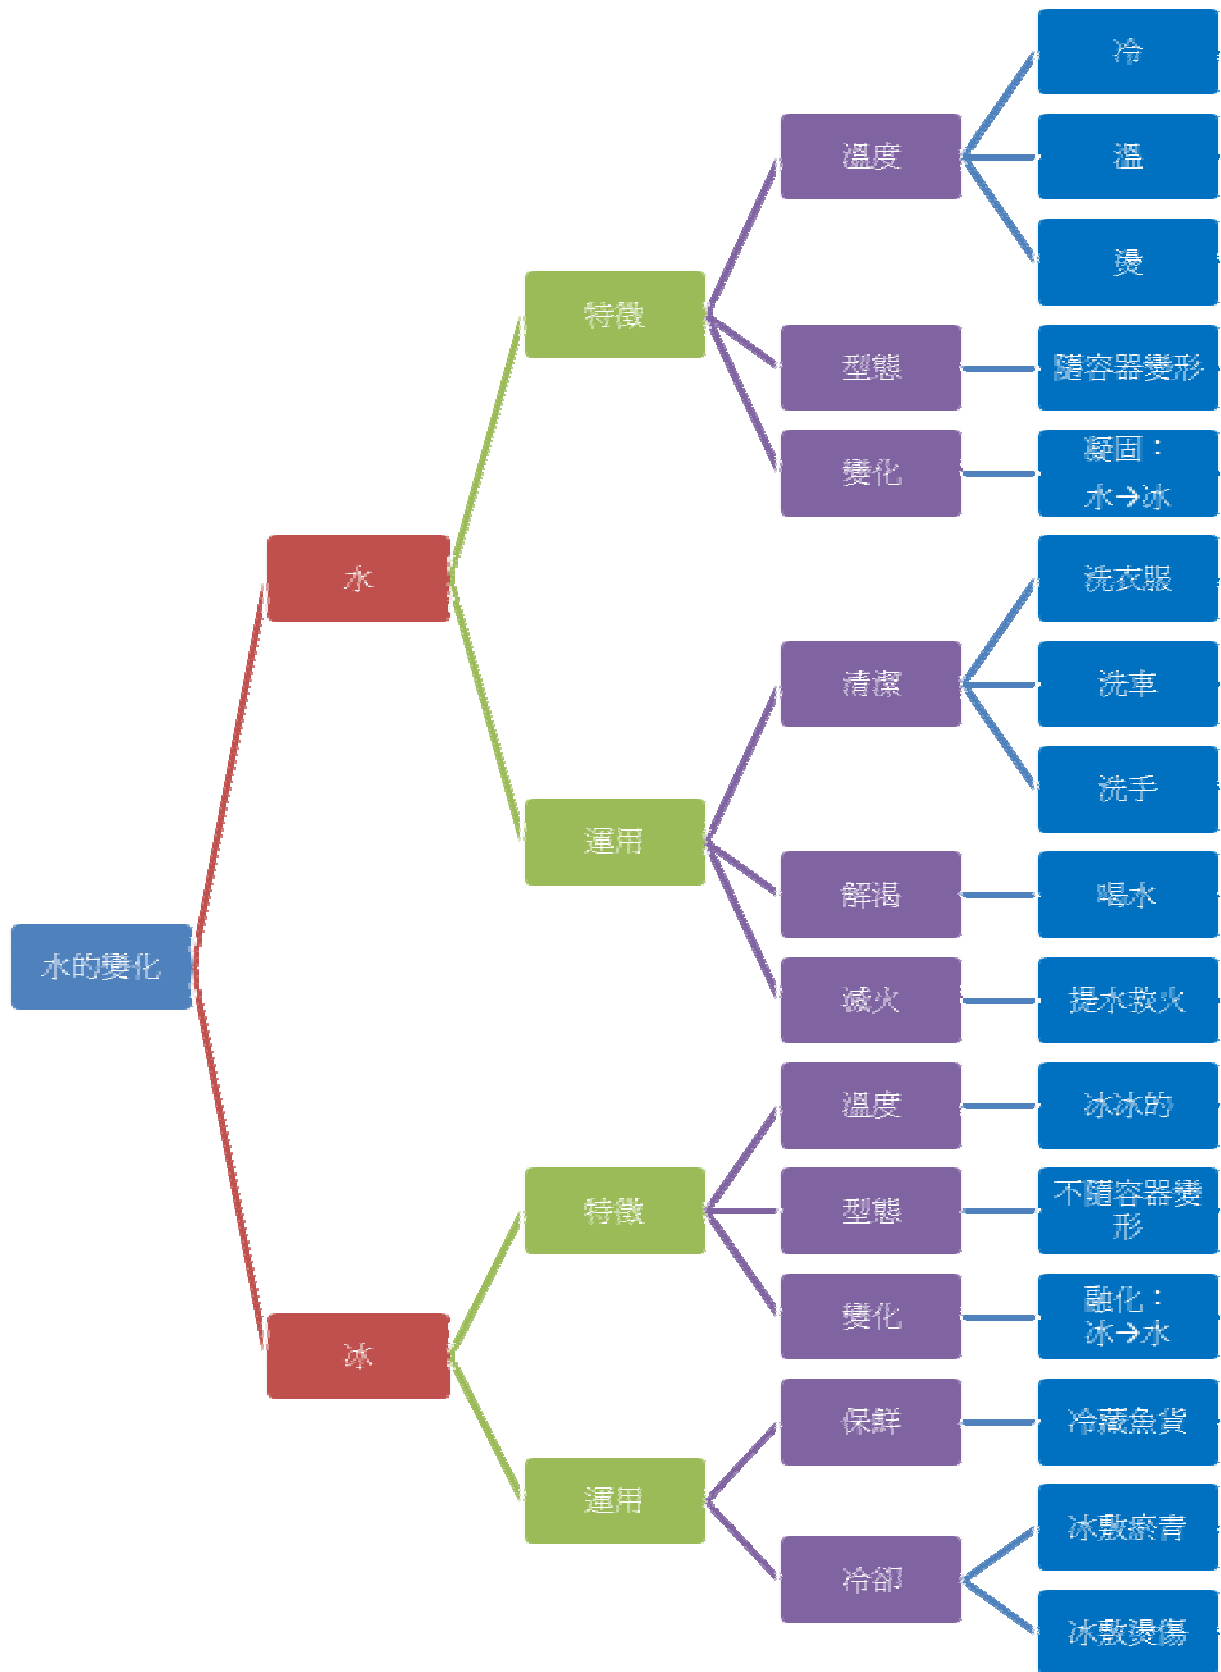 水的變化
水
特徵
溫度
冷
溫
燙
型態
隨容器變形
變化
凝固：
水→冰
運用
清潔
洗衣服
洗車
洗手
解渴
喝水
滅火
提水救火
冰
特徵
溫度
冰冰的
型態
不隨容器變
形
變化
融化：
冰→水
運用
保鮮
冷藏魚貨
冷卻
冰敷瘀青
冰敷燙傷